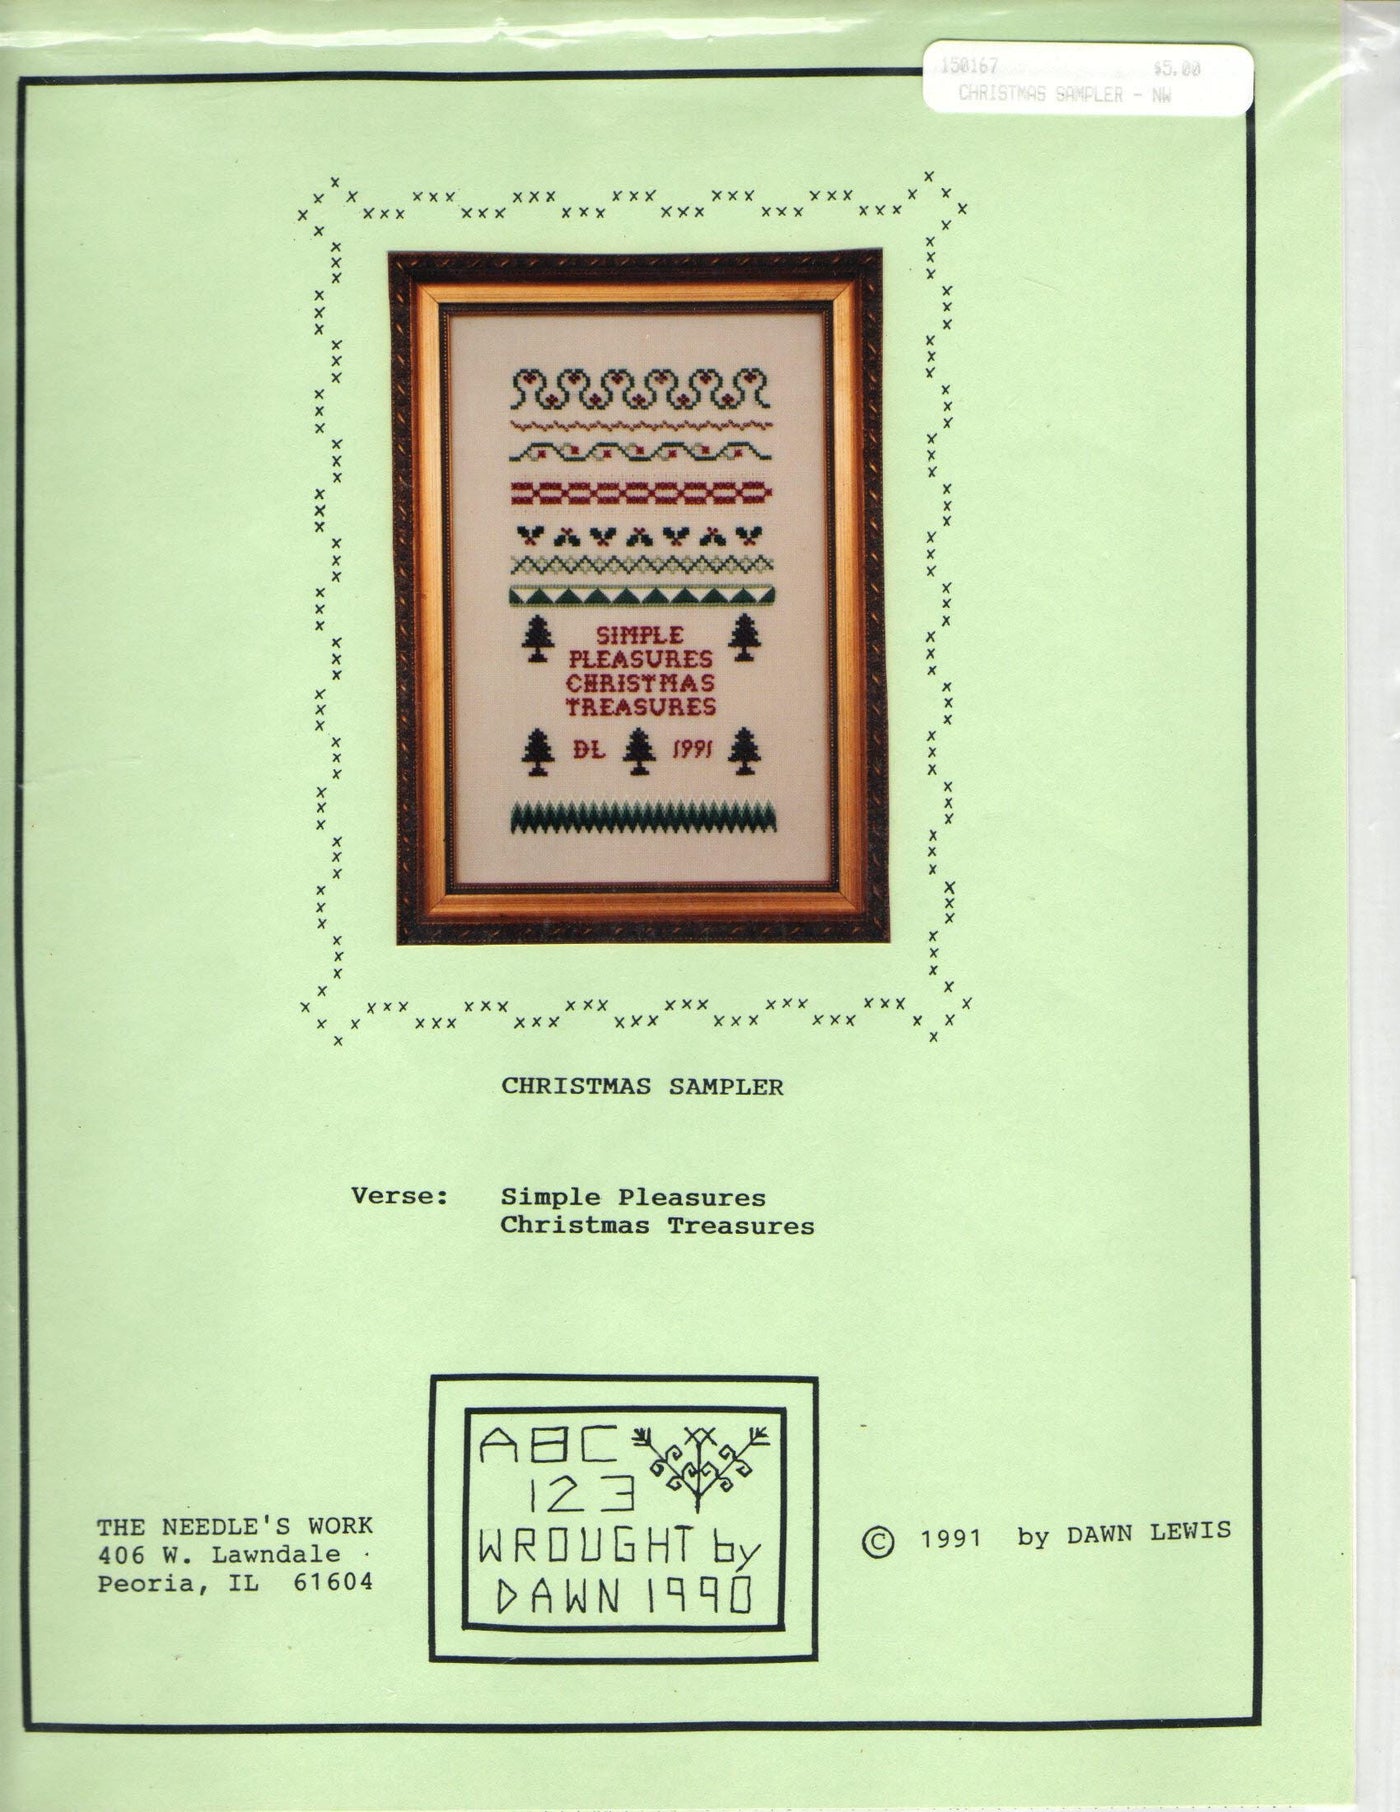 150167 $5.00
CHRISTMAS SAMPLER - NW
SIMPLE
PLEASURES
CHRISTMAS
TREASURES
DL 1991
CHRISTMAS SAMPLER
Verse: Simple Pleasures
Christmas Treasures
ABC
123
WROUGHT by
DAWN 1990
THE NEEDLE'S WORK
406 W. Lawndale
Peoria, IL 61604
© 1991 by DAWN LEWIS